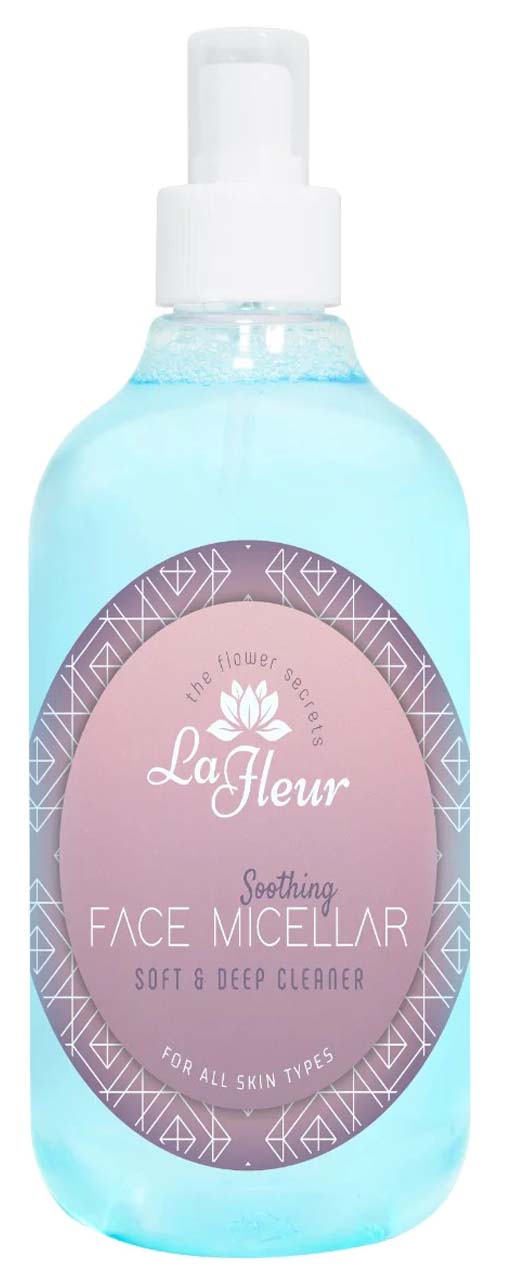 the flower secrets
La Fleur
Soothing
FACE MICELLAR
SOFT & DEEP CLEANER
FOR ALL SKIN TYPES